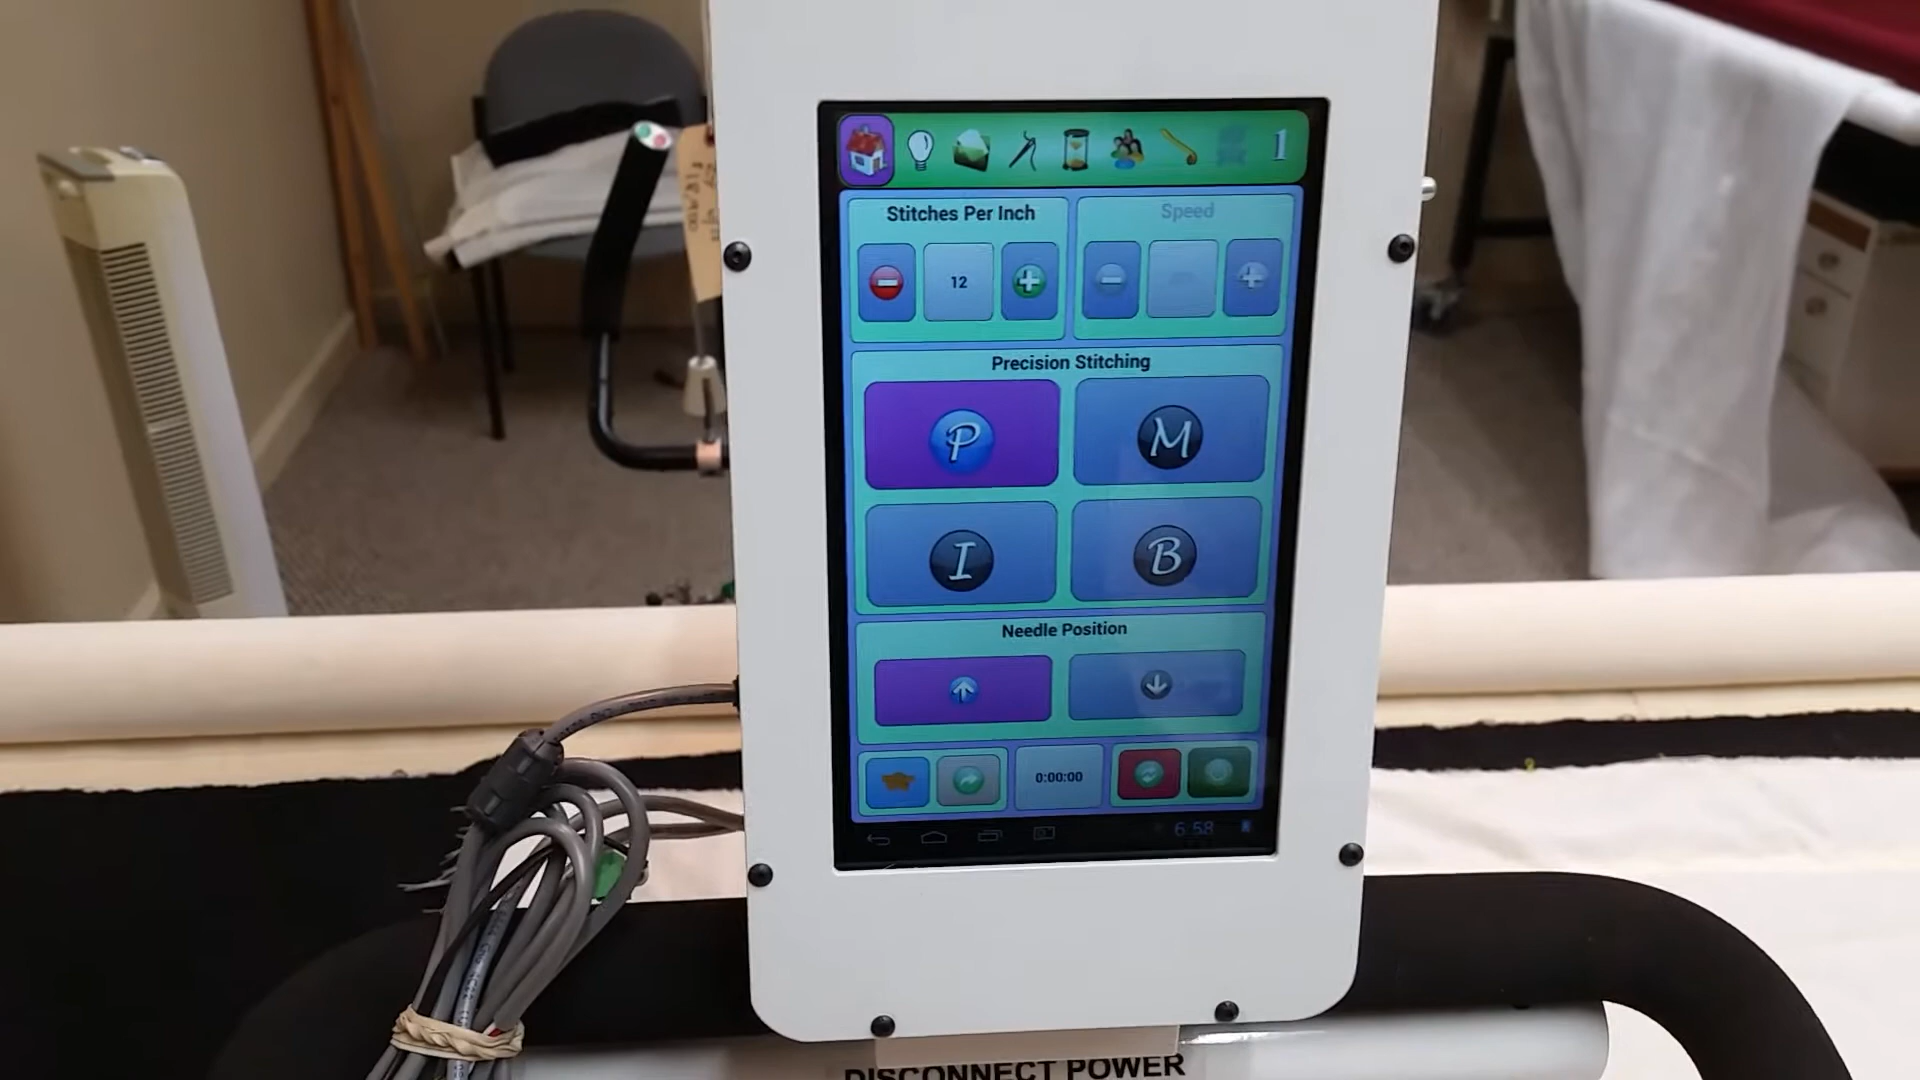 1
Stitches Per Inch
Speed
12
Precision Stitching
P
M
I
B
Needle Position
0:00:00
6:58
DISCONNECT POWER